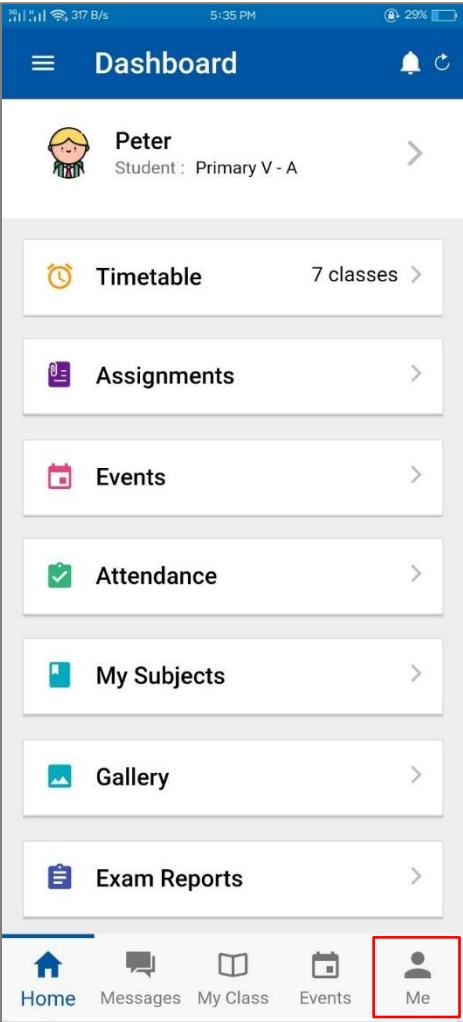 317 B/s 5:35 PM 29%
Dashboard
Peter
Student : Primary V - A
Timetable 7 classes
Assignments
Events
Attendance
My Subjects
Gallery
Exam Reports
Home Messages My Class Events Me